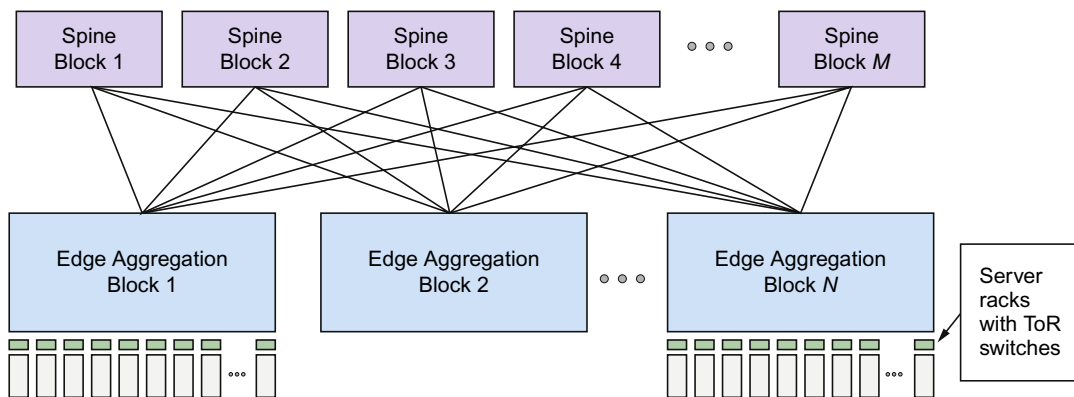 Spine
Block 1
Spine
Block 2
Spine
Block 3
Spine
Block 4
Spine
Block M
Edge Aggregation
Block 1
Edge Aggregation
Block 2
Edge Aggregation
Block N
Server
racks
with ToR
switches